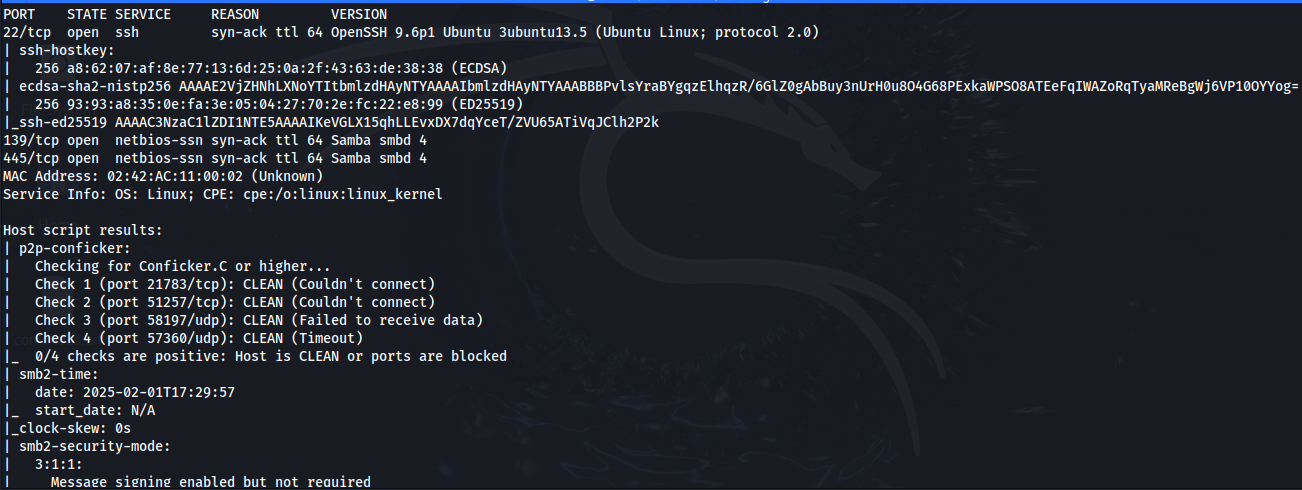 PORT    STATE SERVICE     REASON         VERSION
22/tcp  open  ssh         syn-ack ttl 64 OpenSSH 9.6p1 Ubuntu 3ubuntu13.5 (Ubuntu Linux; protocol 2.0)
| ssh-hostkey:
|   256 a8:62:07:af:8e:77:13:6d:25:0a:2f:43:63:de:38:38 (ECDSA)
| ecdsa-sha2-nistp256 AAAAE2VjZHNhLXNoYTItbmlzdHAyNTYAAAAIbmlzdHAyNTYAAABBBPvlsYraBYgqzElhqzR/6GlZ0gAbBuy3nUrH0u8O4G68PExkaWPSO8ATEeFqIWAZoRqTyaMReBgWj6VP10OYYog=
|   256 93:93:a8:35:0e:fa:3e:05:04:27:70:2e:fc:22:e8:99 (ED25519)
|_ssh-ed25519 AAAAC3NzaC1lZDI1NTE5AAAAIKeVGLX15qhLLEvxDX7dqYceT/ZVU65ATiVqJClh2P2k
139/tcp open  netbios-ssn syn-ack ttl 64 Samba smbd 4
445/tcp open  netbios-ssn syn-ack ttl 64 Samba smbd 4
MAC Address: 02:42:AC:11:00:02 (Unknown)
Service Info: OS: Linux; CPE: cpe:/o:linux:linux_kernel
Host script results:
| p2p-conficker:
|   Checking for Conficker.C or higher...
|   Check 1 (port 21783/tcp): CLEAN (Couldn't connect)
|   Check 2 (port 51257/tcp): CLEAN (Couldn't connect)
|   Check 3 (port 58197/udp): CLEAN (Failed to receive data)
|   Check 4 (port 57360/udp): CLEAN (Timeout)
|_  0/4 checks are positive: Host is CLEAN or ports are blocked
| smb2-time:
|   date: 2025-02-01T17:29:57
|_  start_date: N/A
|_clock-skew: 0s
| smb2-security-mode:
|   3:1:1:
|     Message signing enabled but not required